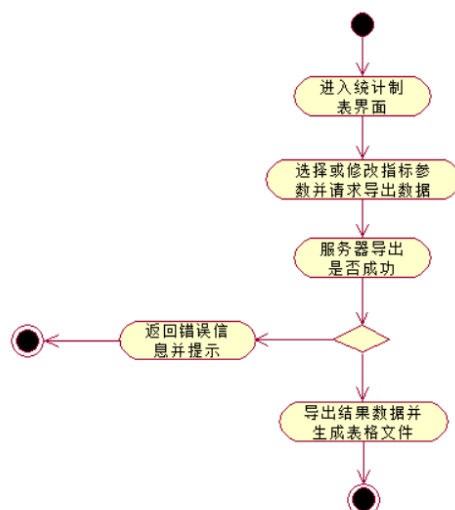 进入统计制
表界面
选择或修改指标参
数并请求导出数据
服务器导出
是否成功
返回错误信
息并提示
导出结果数据并
生成表格文件